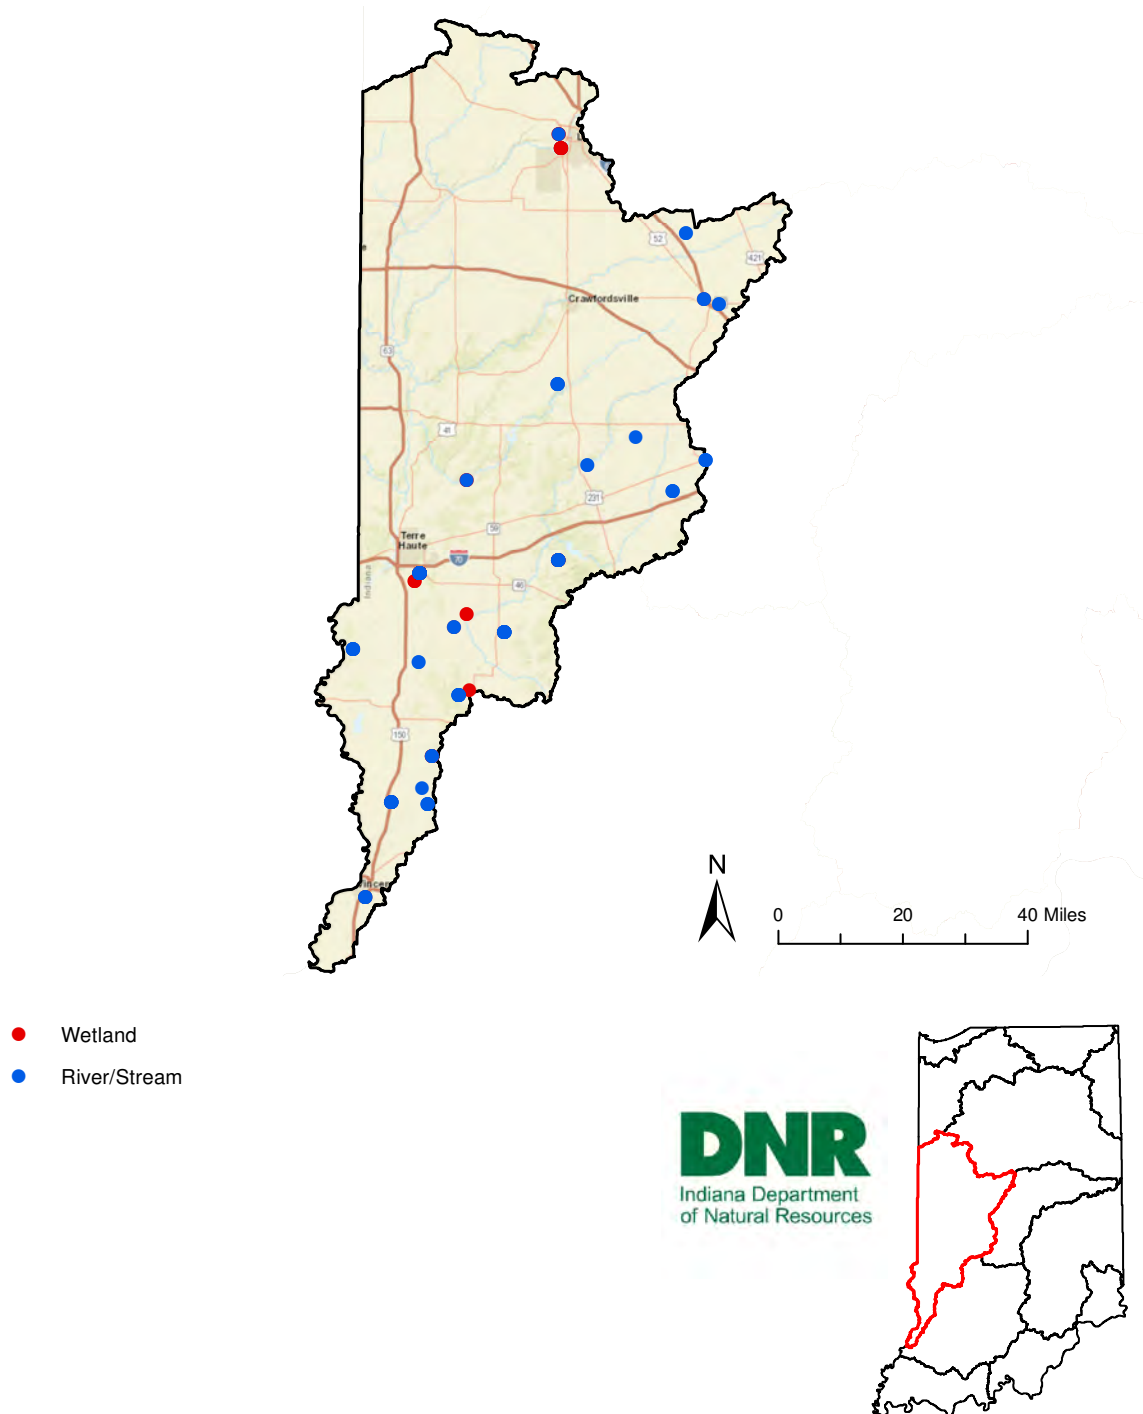 52
421
Crawfordsville
63
41
231
59
Terre
Haute
70
46
Indiana
150
N
0 20 40 Miles
Wetland
River/Stream
DNR
Indiana Department
of Natural Resources